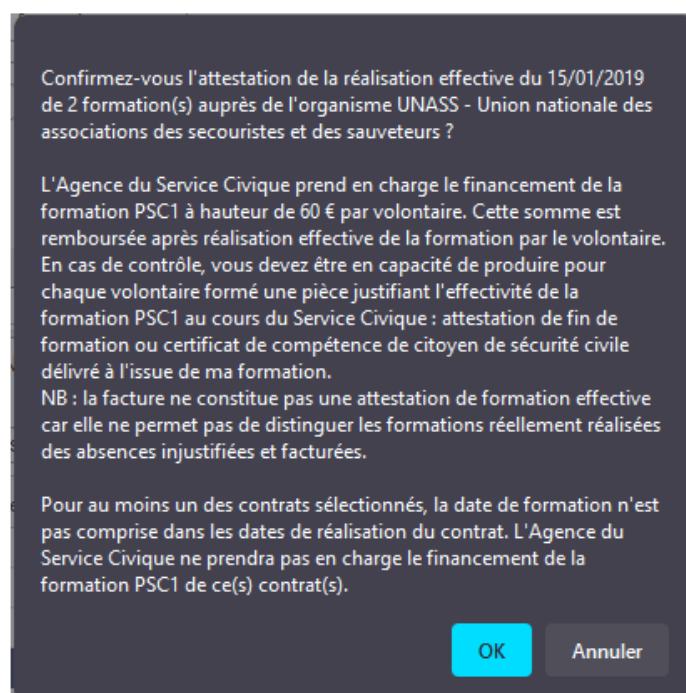 Confirmez-vous l'attestation de la réalisation effective du 15/01/2019
de 2 formation(s) auprès de l'organisme UNASS - Union nationale des
associations des secouristes et des sauveteurs ?
L'Agence du Service Civique prend en charge le financement de la
formation PSC1 à hauteur de 60 € par volontaire. Cette somme est
remboursée après réalisation effective de la formation par le volontaire.
En cas de contrôle, vous devez être en capacité de produire pour
chaque volontaire formé une pièce justifiant l'effectivité de la
formation PSC1 au cours du Service Civique : attestation de fin de
formation ou certificat de compétence de citoyen de sécurité civile
délivré à l'issue de ma formation.
NB : la facture ne constitue pas une attestation de formation effective
car elle ne permet pas de distinguer les formations réellement réalisées
des absences injustifiées et facturées.
Pour au moins un des contrats sélectionnés, la date de formation n'est
pas comprise dans les dates de réalisation du contrat. L'Agence du
Service Civique ne prendra pas en charge le financement de la
formation PSC1 de ce(s) contrat(s).
OK Annuler